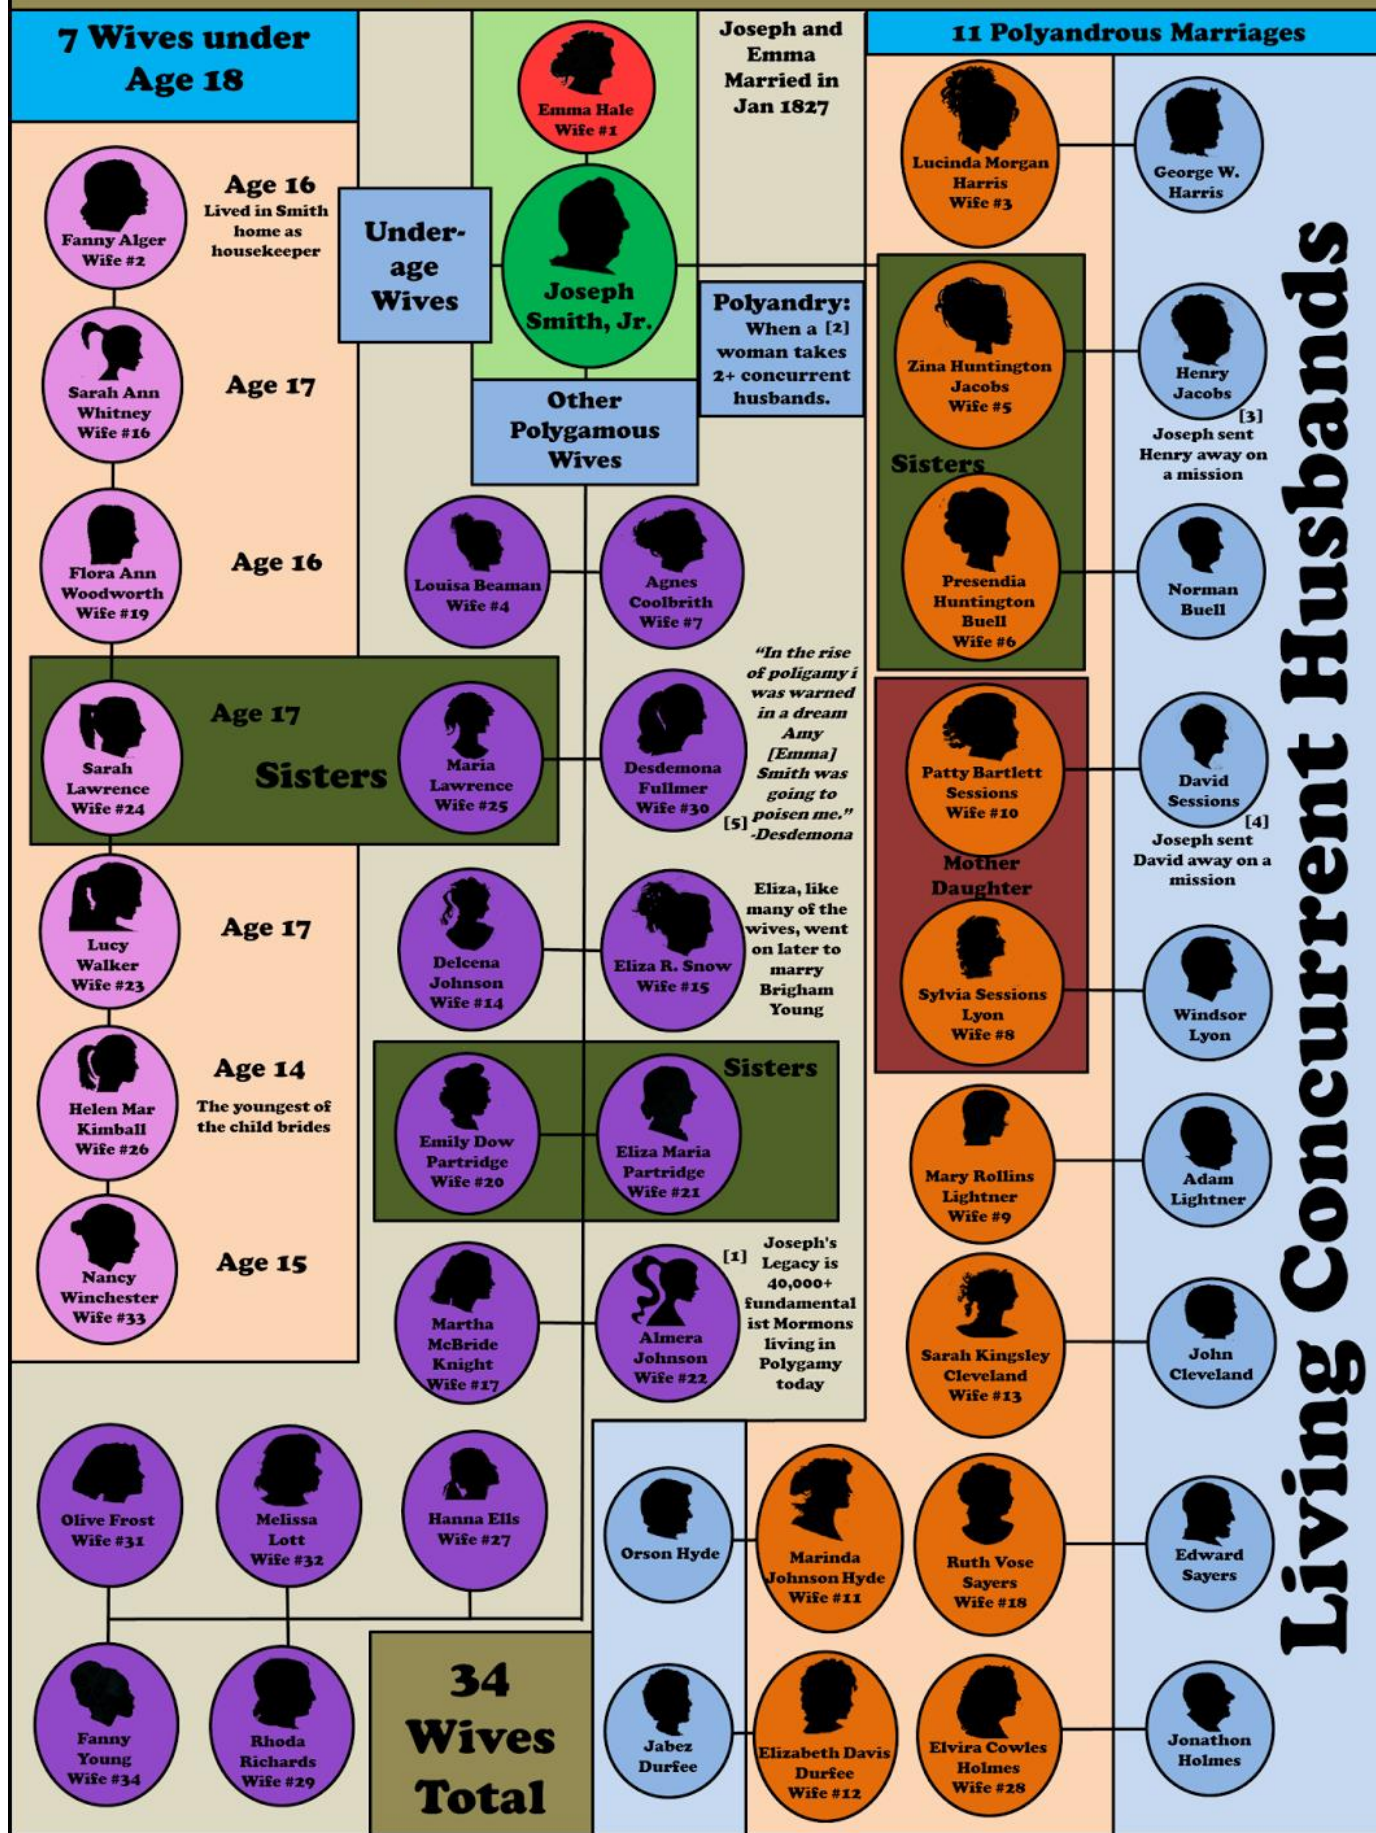 7 Wives under
Age 18
Fanny Alger
Wife #2
Age 16
Lived in Smith
home as
housekeeper
Sarah Ann
Whitney
Wife #16
Age 17
Flora Ann
Woodworth
Wife #19
Age 16
Sarah
Lawrence
Wife #24
Age 17
Sisters
Maria
Lawrence
Wife #25
Lucy
Walker
Wife #23
Age 17
Helen Mar
Kimball
Wife #26
Age 14
The youngest of
the child brides
Nancy
Winchester
Wife #33
Age 15
Emma Hale
Wife #1
Joseph and
Emma
Married in
Jan 1827
Joseph
Smith, Jr.
Under-
age
Wives
Polyandry:
When a [2]
woman takes
2+ concurrent
husbands.
Other
Polygamous
Wives
Louisa Beaman
Wife #4
Agnes
Coolbrith
Wife #7
Desdemona
Fullmer
Wife #30
"In the rise
of poligamy i
was warned
in a dream
Amy
[Emma]
Smith was
going to
[5] poisen me."
-Desdemona
Delcena
Johnson
Wife #14
Eliza R. Snow
Wife #15
Eliza, like
many of the
wives, went
on later to
marry
Brigham
Young
Sisters
Emily Dow
Partridge
Wife #20
Eliza Maria
Partridge
Wife #21
Martha
McBride
Knight
Wife #17
Almera
Johnson
Wife #22
[1] Joseph's
Legacy is
40,000+
fundamental
ist Mormons
living in
Polygamy
today
Olive Frost
Wife #31
Melissa
Lott
Wife #32
Hanna Ells
Wife #27
Fanny
Young
Wife #34
Rhoda
Richards
Wife #29
34
Wives
Total
11 Polyandrous Marriages
Lucinda Morgan
Harris
Wife #3
George W.
Harris
Zina Huntington
Jacobs
Wife #5
Henry
Jacobs
[3]
Joseph sent
Henry away on
a mission
Sisters
Presendia
Huntington
Buell
Wife #6
Norman
Buell
Patty Bartlett
Sessions
Wife #10
David
Sessions
[4]
Joseph sent
David away on a
mission
Mother
Daughter
Sylvia Sessions
Lyon
Wife #8
Windsor
Lyon
Mary Rollins
Lightner
Wife #9
Adam
Lightner
Sarah Kingsley
Cleveland
Wife #13
John
Cleveland
Orson Hyde
Marinda
Johnson Hyde
Wife #11
Ruth Vose
Sayers
Wife #18
Edward
Sayers
Jabez
Durfee
Elizabeth Davis
Durfee
Wife #12
Elvira Cowles
Holmes
Wife #28
Jonathon
Holmes
Living Concurrent Husbands